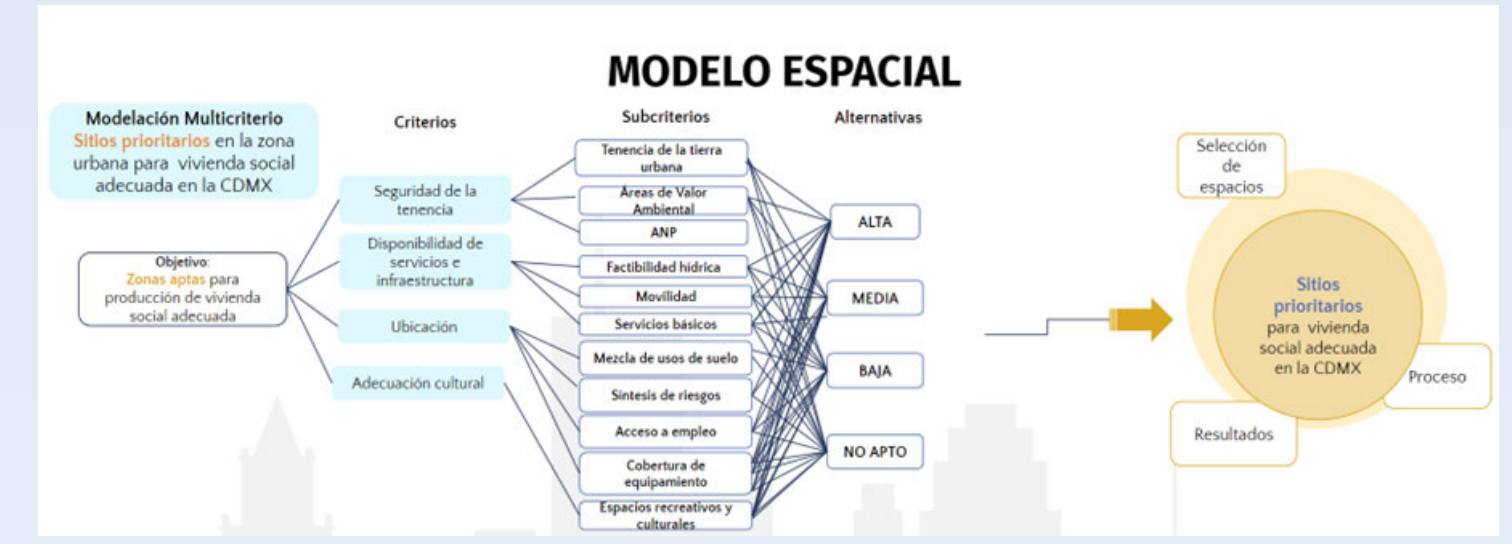 MODELO ESPACIAL
Modelación Multicriterio
Sitios prioritarios en la zona
urbana para vivienda social
adecuada en la CDMX
Objetivo:
Zonas aptas para
producción de vivienda
social adecuada
Criterios
Seguridad de la
tenencia
Disponibilidad de
servicios e
infraestructura
Ubicación
Adecuación cultural
Subcriterios
Tenencia de la tierra
urbana
Áreas de Valor
Ambiental
ANP
Factibilidad hídrica
Movilidad
Servicios básicos
Mezcla de usos de suelo
Síntesis de riesgos
Acceso a empleo
Cobertura de
equipamiento
Espacios recreativos y
culturales
Alternativas
ALTA
MEDIA
BAJA
NO APTO
Selección
de
espacios
Sitios
prioritarios
para vivienda
social adecuada
en la CDMX
Proceso
Resultados